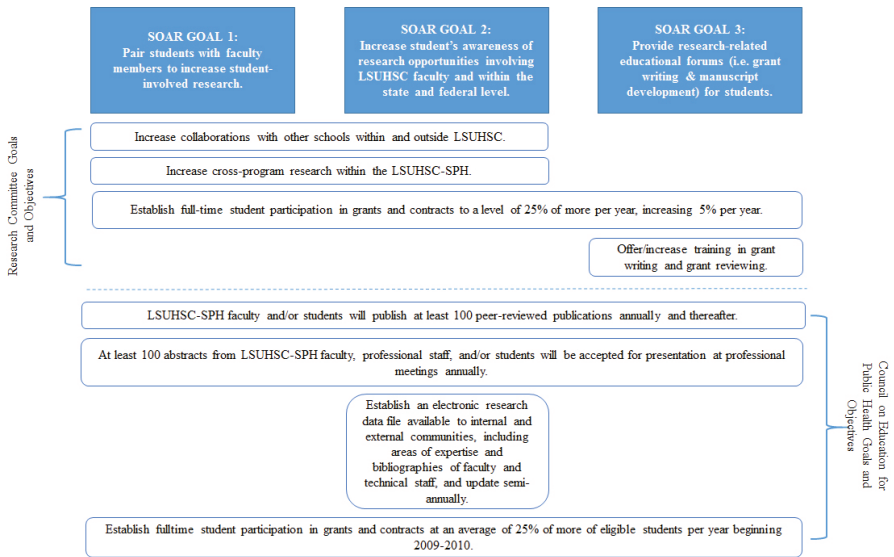 SOAR GOAL 1:
Pair students with faculty
members to increase student-
involved research.
SOAR GOAL 2:
Increase student's awareness of
research opportunities involving
LSUHSC faculty and within the
state and federal level.
SOAR GOAL 3:
Provide research-related
educational forums (i.e. grant
writing & manuscript
development) for students.
Research Committee Goals
and Objectives
Increase collaborations with other schools within and outside LSUHSC.
Increase cross-program research within the LSUHSC-SPH.
Establish full-time student participation in grants and contracts to a level of 25% of more per year, increasing 5% per year.
Offer/increase training in grant
writing and grant reviewing.
LSUHSC-SPH faculty and/or students will publish at least 100 peer-reviewed publications annually and thereafter.
At least 100 abstracts from LSUHSC-SPH faculty, professional staff, and/or students will be accepted for presentation at professional
meetings annually.
Establish an electronic research
data file available to internal and
external communities, including
areas of expertise and
bibliographies of faculty and
technical staff, and update semi-
annually.
Establish fulltime student participation in grants and contracts at an average of 25% of more of eligible students per year beginning
2009-2010.
Council on Education for
Public Health Goals and
Objectives